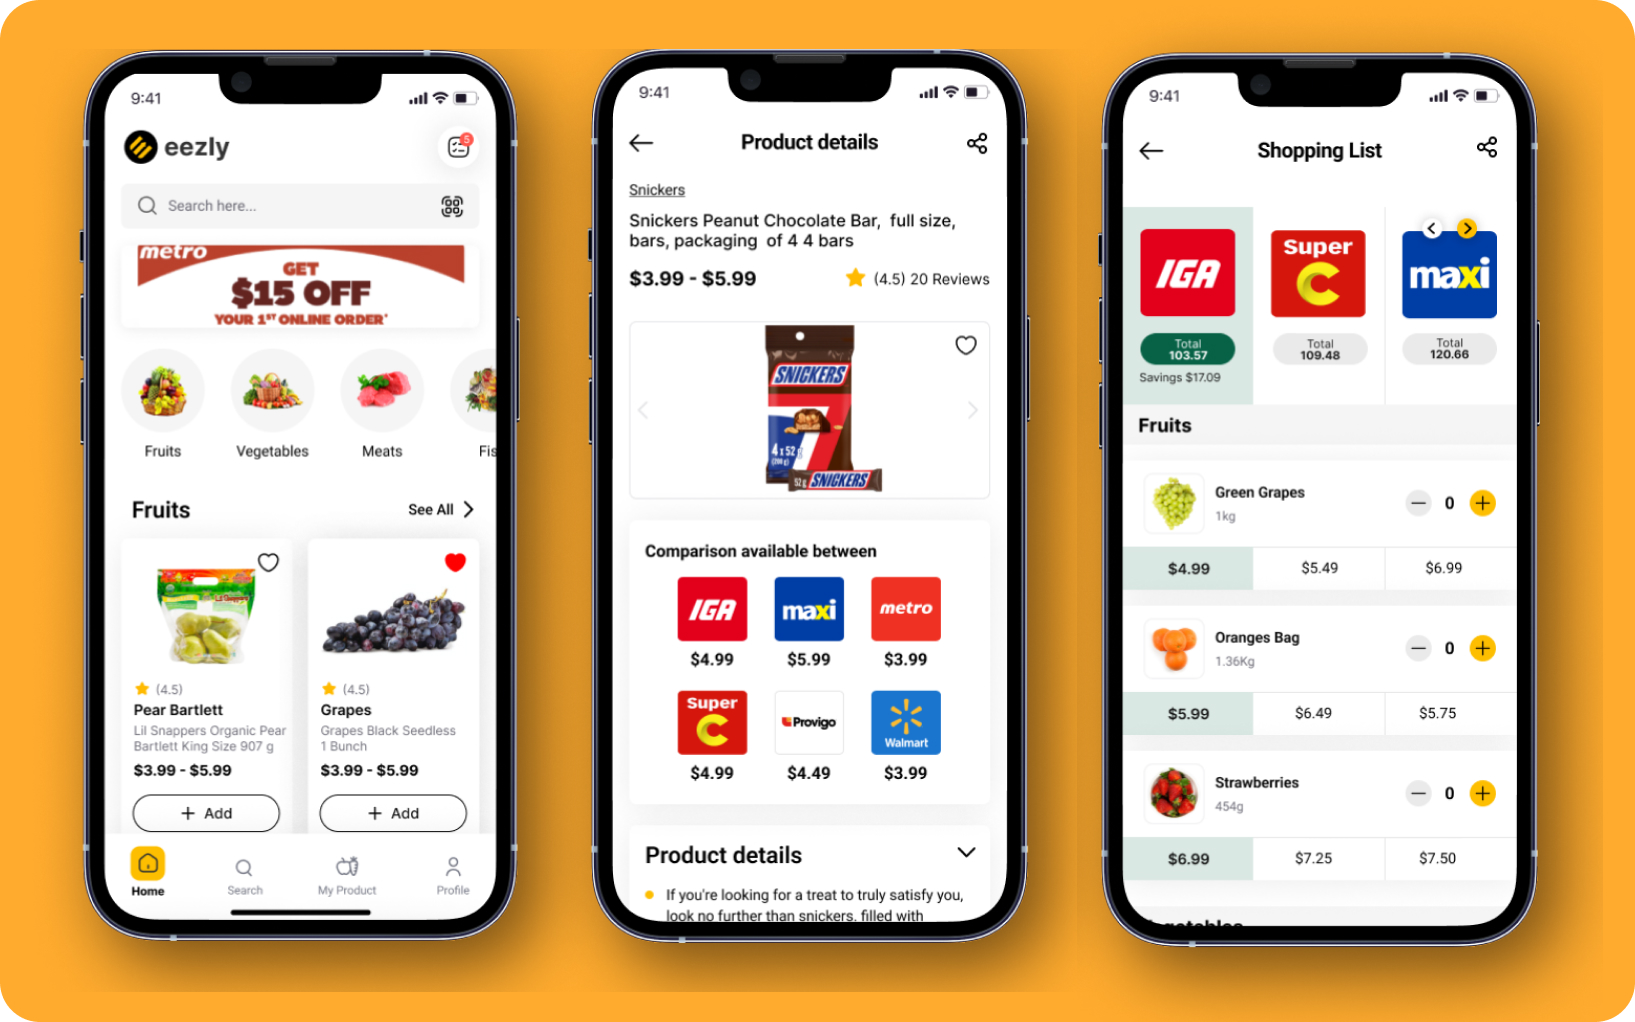 9:41
eezly
5
Search here...
metro
GET
$15 OFF
YOUR 1ST ONLINE ORDER*
Fruits
Vegetables
Meats
Fis
Fruits
See All
(4.5)
Pear Bartlett
Lil Snappers Organic Pear
Bartlett King Size 907 g
$3.99 - $5.99
+ Add
(4.5)
Grapes
Grapes Black Seedless
1 Bunch
$3.99 - $5.99
+ Add
Home
Search
My Product
Profile
9:41
Product details
Snickers
Snickers Peanut Chocolate Bar, full size,
bars, packaging of 4 4 bars
$3.99 - $5.99
(4.5) 20 Reviews
SNICKERS
4 x 52 g
(208 g)
52g SNICKERS
Comparison available between
IGA
maxi
metro
$4.99
$5.99
$3.99
Super C
Provigo
Walmart
$4.99
$4.49
$3.99
Product details
If you're looking for a treat to truly satisfy you,
look no further than snickers, filled with
9:41
Shopping List
IGA
Super C
maxi
Total
103.57
Total
109.48
Total
120.66
Savings $17.09
Fruits
Green Grapes
1kg
0
$4.99
$5.49
$6.99
Oranges Bag
1.36Kg
0
$5.99
$6.49
$5.75
Strawberries
454g
0
$6.99
$7.25
$7.50
Vegetables